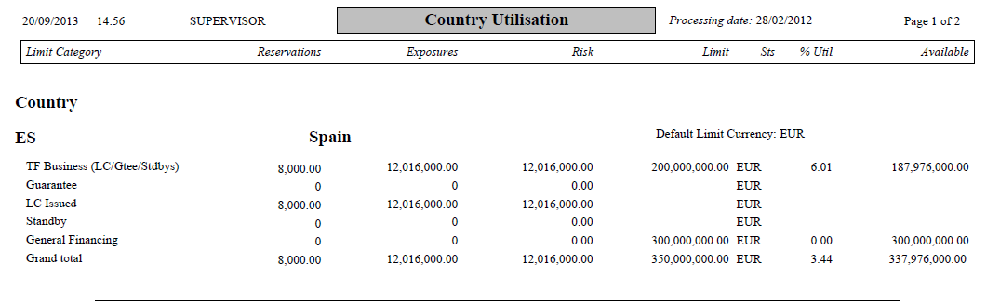 20/09/2013 14:56 SUPERVISOR Country Utilisation Processing date: 28/02/2012 Page 1 of 2
Limit Category Reservations Exposures Risk Limit Sts % Util Available
Country
ES Spain Default Limit Currency: EUR
TF Business (LC/Gtee/Stdbys) 8,000.00 12,016,000.00 12,016,000.00 200,000,000.00 EUR 6.01 187,976,000.00
Guarantee 0 0 0.00 EUR
LC Issued 8,000.00 12,016,000.00 12,016,000.00 EUR
Standby 0 0 0.00 EUR
General Financing 0 0 0.00 300,000,000.00 EUR 0.00 300,000,000.00
Grand total 8,000.00 12,016,000.00 12,016,000.00 350,000,000.00 EUR 3.44 337,976,000.00